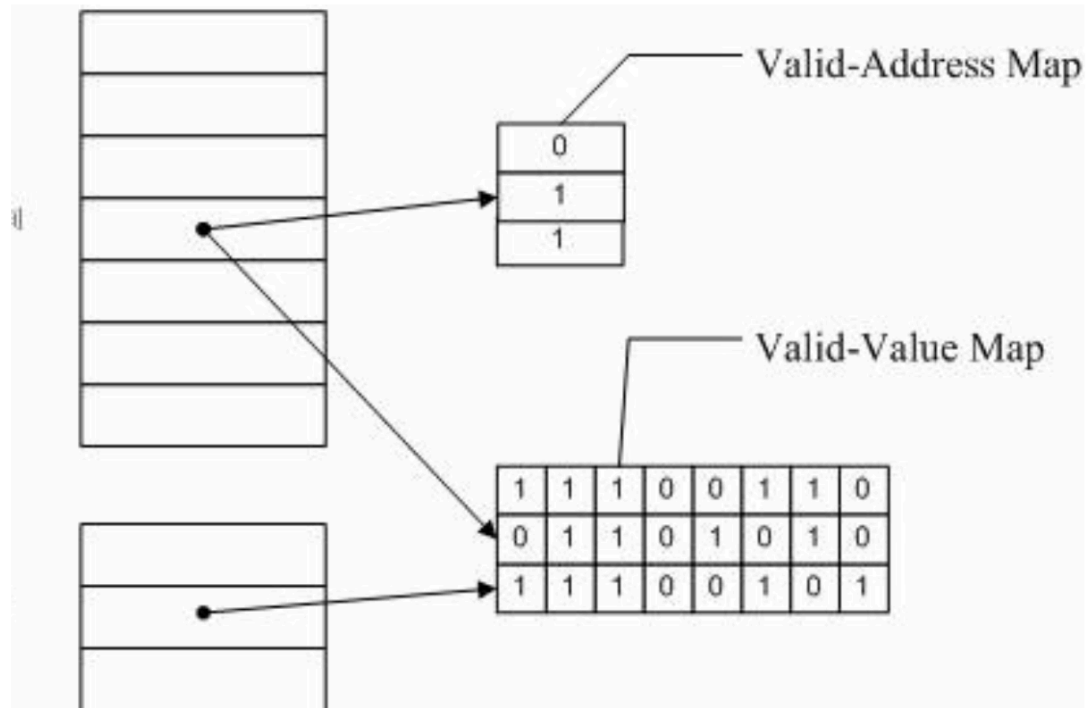 Valid-Address Map
0
1
1
Valid-Value Map
1 1 1 0 0 1 1 0
0 1 1 0 1 0 1 0
1 1 1 0 0 1 0 1